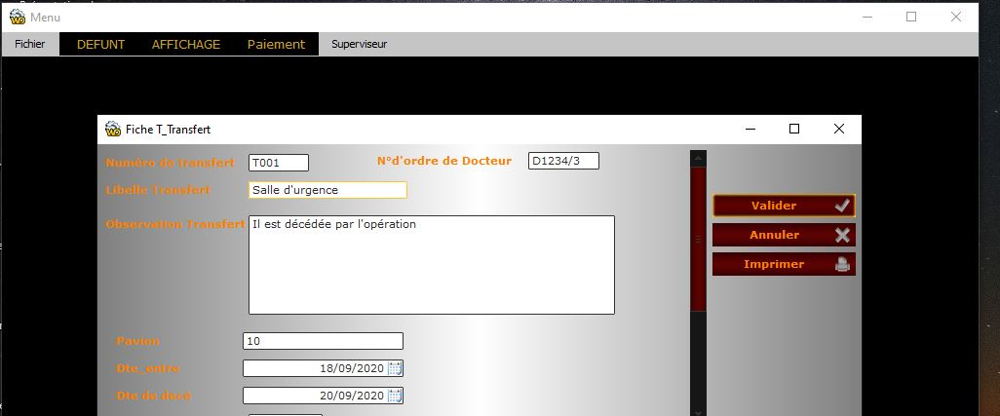 Menu
Fichier DEFUNT AFFICHAGE Paiement Superviseur
Fiche T_Transfert
Numéro de transfert T001 N°d'ordre de Docteur D1234/3
Libelle Transfert Salle d'urgence
Valider
Observation Transfert Il est décédée par l'opération
Annuler
Imprimer
Pavion 10
Dte_entre 18/09/2020
Dte de decé 20/09/2020